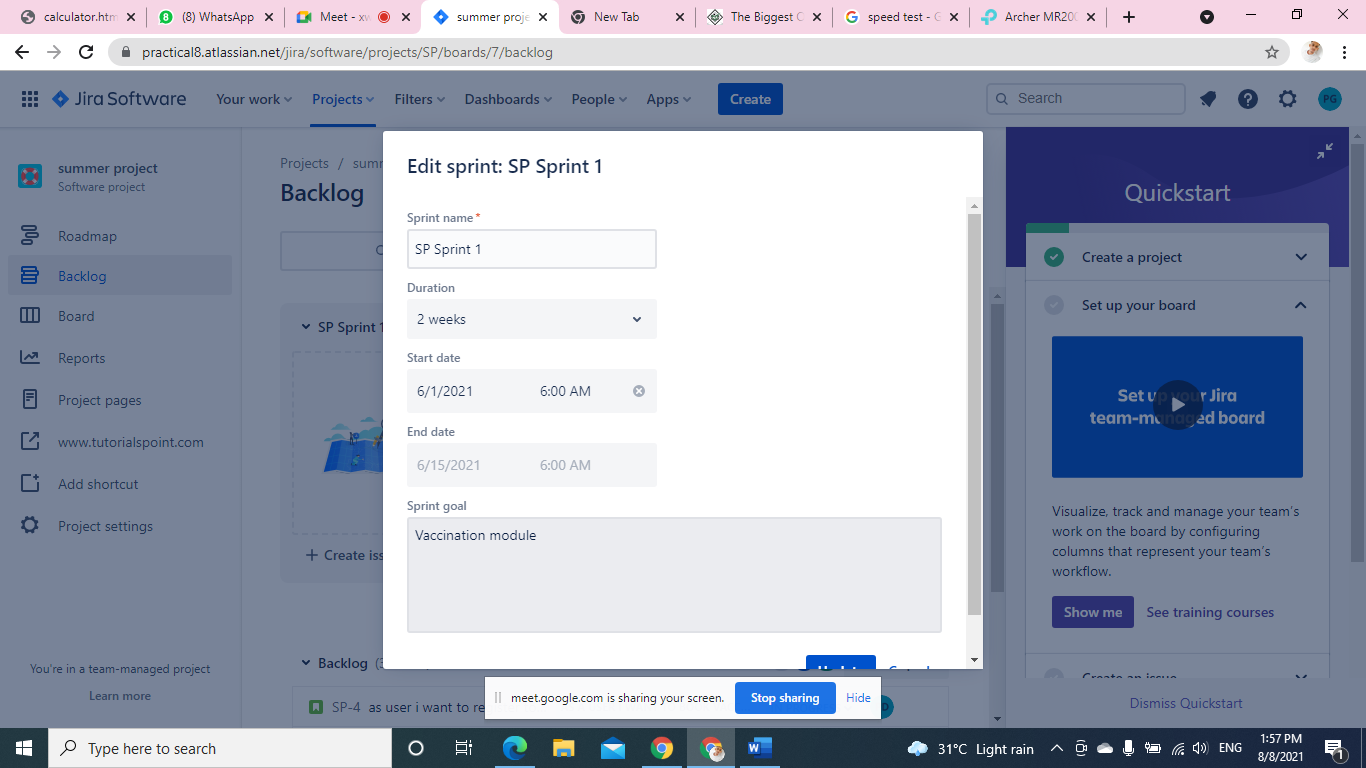 calculator.htm
(8) WhatsApp
Meet - xw
summer proje
New Tab
The Biggest C
speed test - G
Archer MR200
practical8.atlassian.net/jira/software/projects/SP/boards/7/backlog
Jira Software
Your work
Projects
Filters
Dashboards
People
Apps
Create
Search
PG
summer project
Software project
Roadmap
Backlog
Board
Reports
Project pages
www.tutorialspoint.com
Add shortcut
Project settings
You're in a team-managed project
Learn more
Projects / summ
Backlog
SP Sprint 1
Create iss
Backlog
SP-4 as user i want to re
Edit sprint: SP Sprint 1
Sprint name*
SP Sprint 1
Duration
2 weeks
Start date
6/1/2021 6:00 AM
End date
6/15/2021 6:00 AM
Sprint goal
Vaccination module
Update Cancel
Quickstart
Create a project
Set up your board
Set up your Jira
team-managed board
Visualize, track and manage your team's
work on the board by configuring
columns that represent your team's
workflow.
Show me See training courses
Create an issue
Dismiss Quickstart
meet.google.com is sharing your screen. Stop sharing Hide
Type here to search
31°C Light rain
ENG
1:57 PM
8/8/2021
1